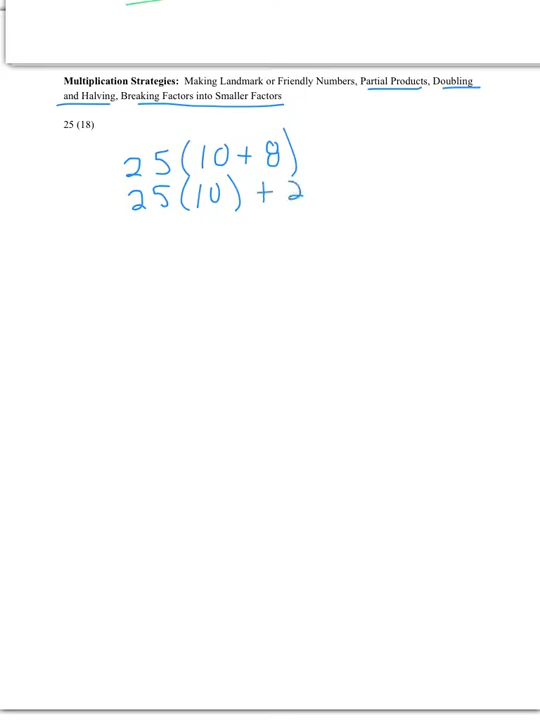 Multiplication Strategies: Making Landmark or Friendly Numbers, Partial Products, Doubling
and Halving, Breaking Factors into Smaller Factors
25 (18)
25(10+8)
25(10) + 2